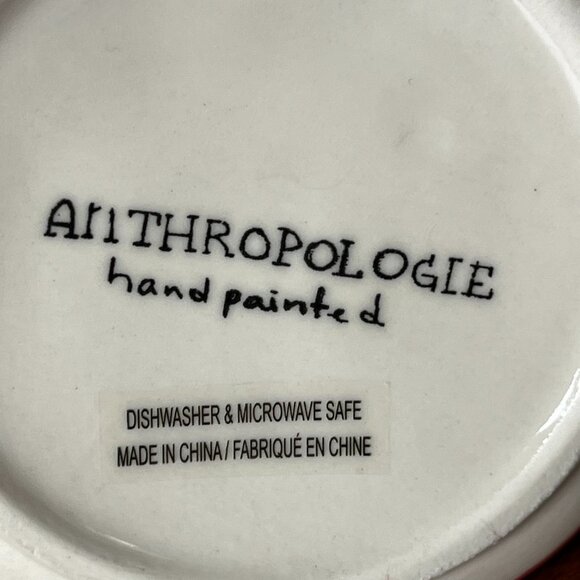 AnTHROPOLOGIE
hand painted
DISHWASHER & MICROWAVE SAFE
MADE IN CHINA / FABRIQUÉ EN CHINE